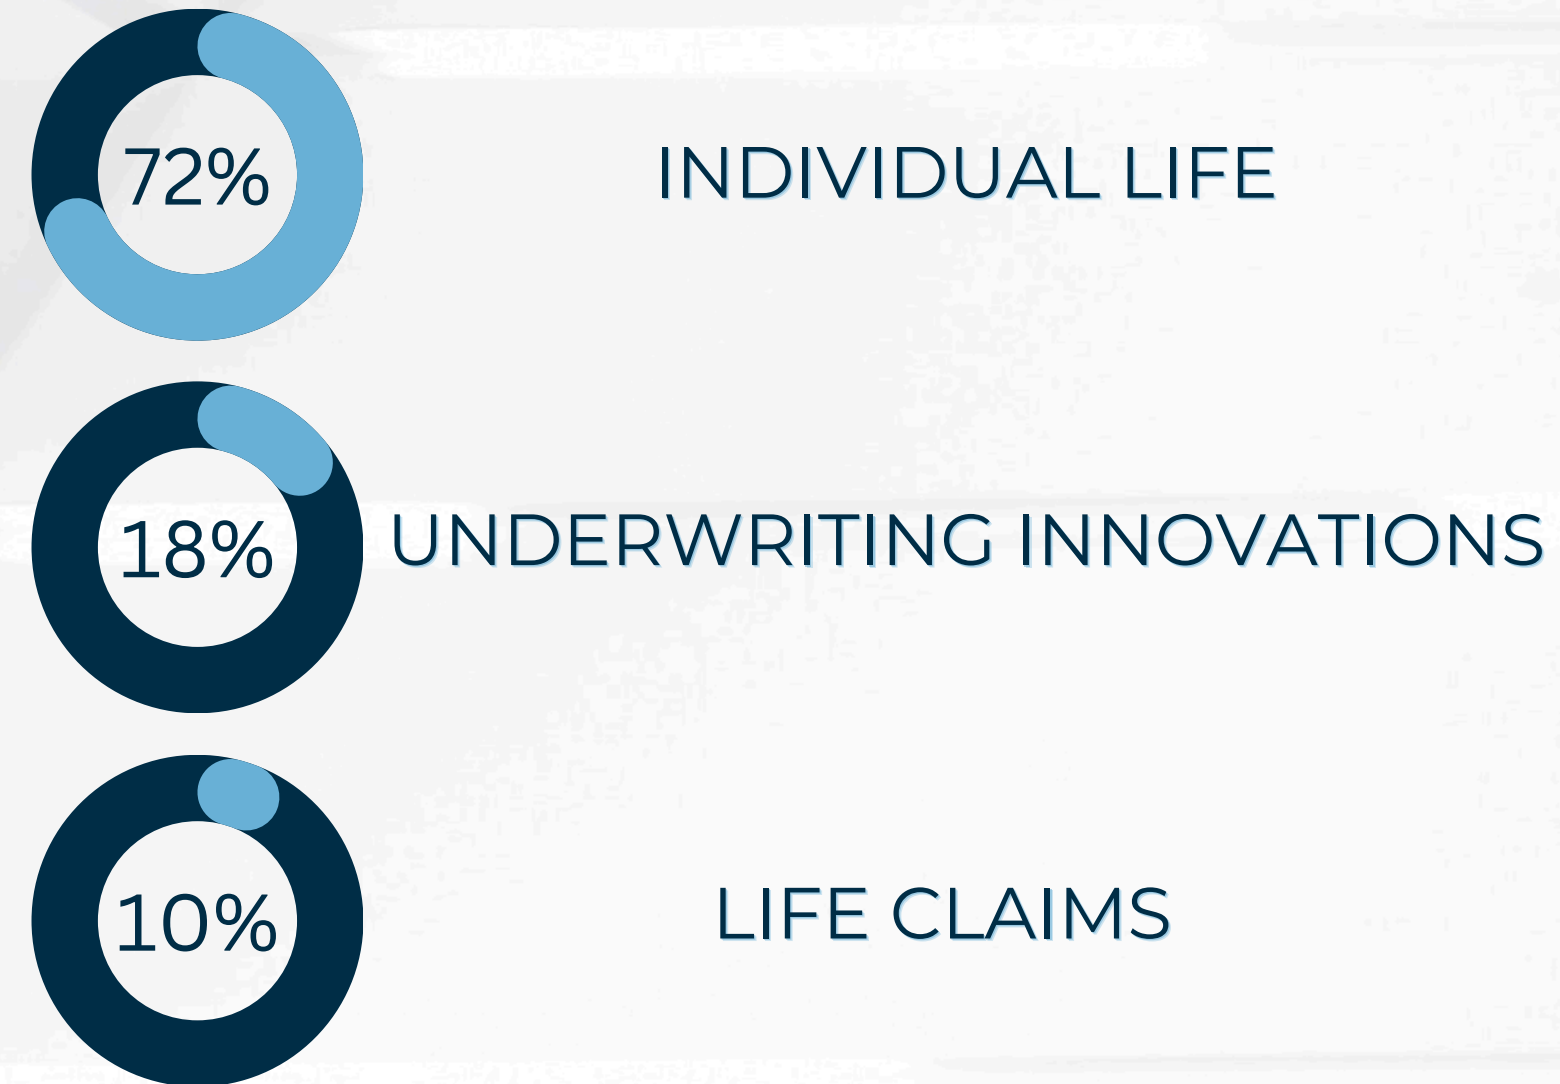 72%
INDIVIDUAL LIFE
18%
UNDERWRITING INNOVATIONS
10%
LIFE CLAIMS